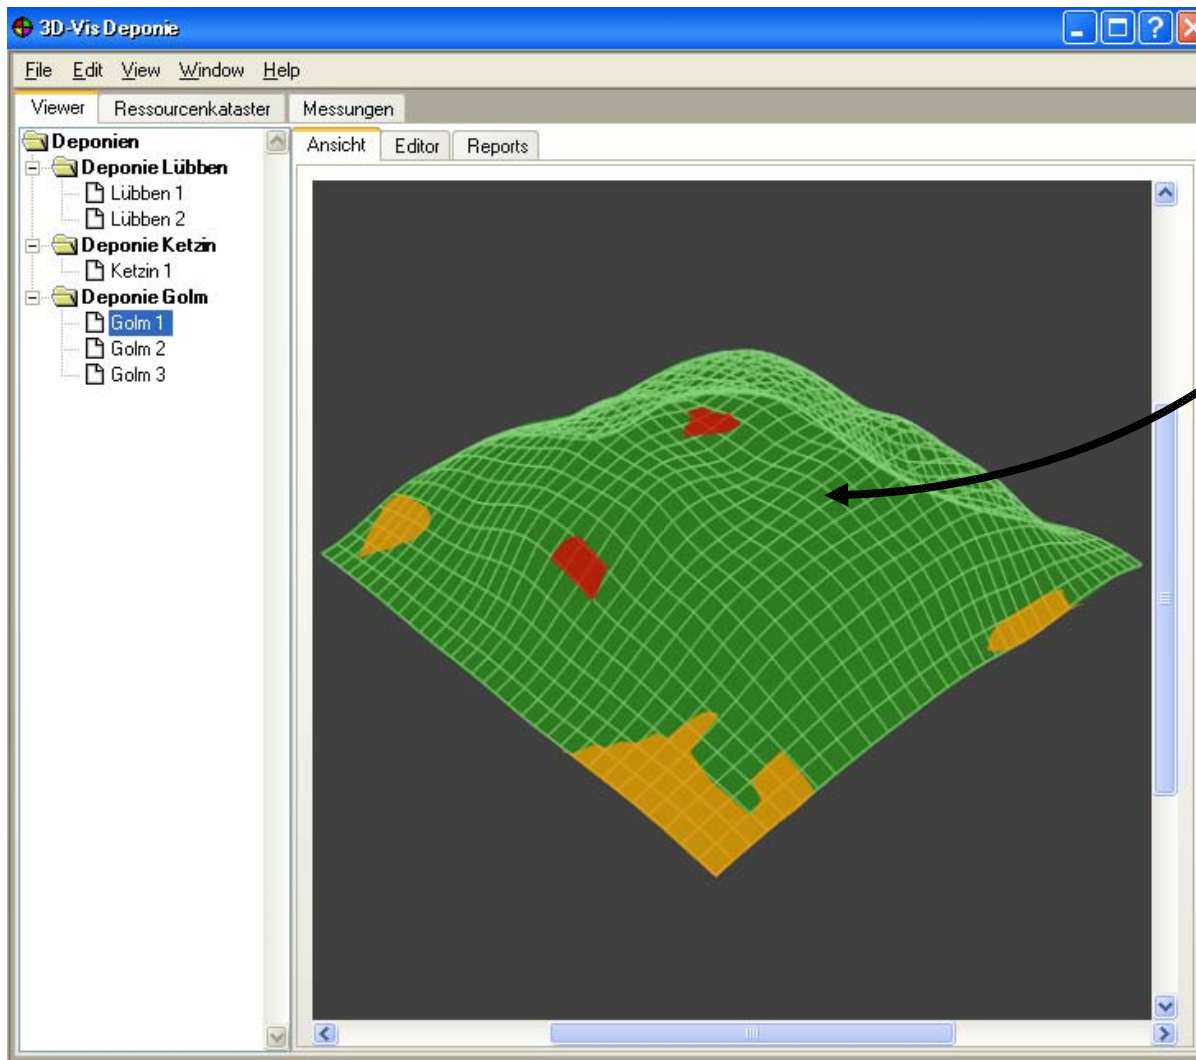 3D-Vis Deponie
File Edit View Window Help
Viewer Ressourcenkataster Messungen
Deponien
Deponie Lübben
Lübben 1
Lübben 2
Deponie Ketzin
Ketzin 1
Deponie Golm
Golm 1
Golm 2
Golm 3
Ansicht Editor Reports